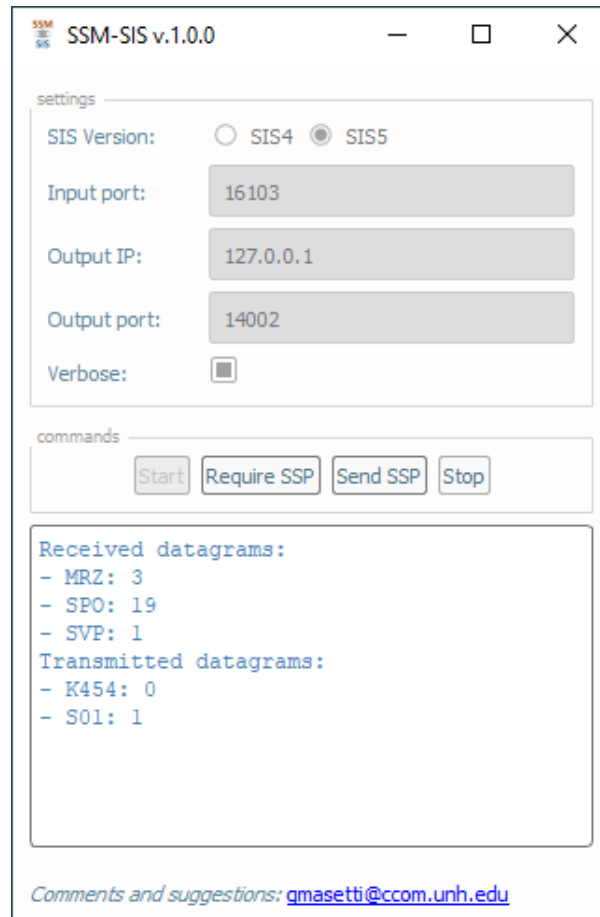 SSM
SIS
SSM-SIS v.1.0.0
settings
SIS Version: SIS4 SIS5
Input port: 16103
Output IP: 127.0.0.1
Output port: 14002
Verbose:
commands
Start Require SSP Send SSP Stop
Received datagrams:
- MRZ: 3
- SPO: 19
- SVP: 1
Transmitted datagrams:
- K454: 0
- S01: 1
Comments and suggestions: gmasetti@ccom.unh.edu